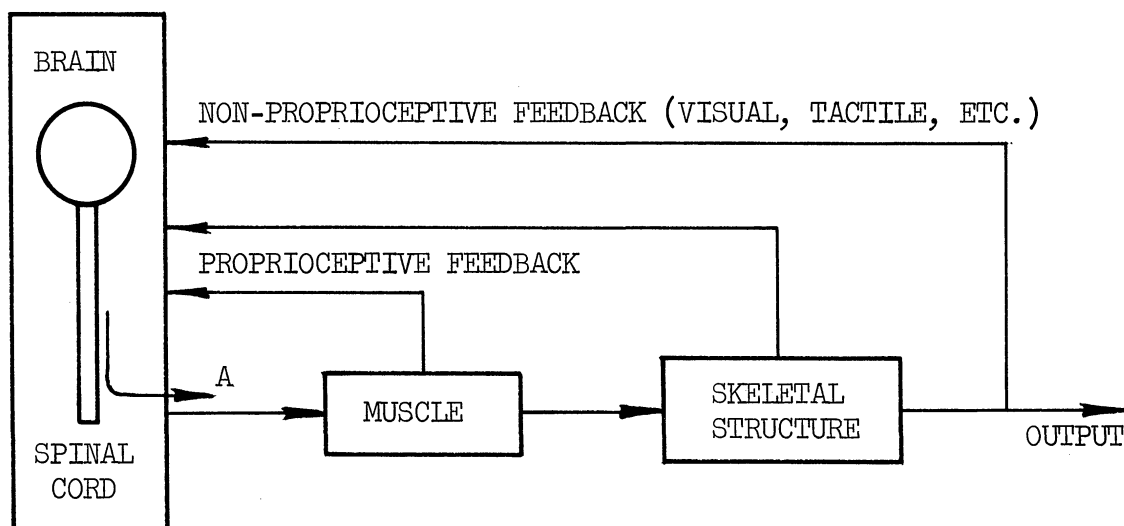 BRAIN
NON-PROPRIOCEPTIVE FEEDBACK (VISUAL, TACTILE, ETC.)
PROPRIOCEPTIVE FEEDBACK
A
MUSCLE
SKELETAL
STRUCTURE
OUTPUT
SPINAL
CORD